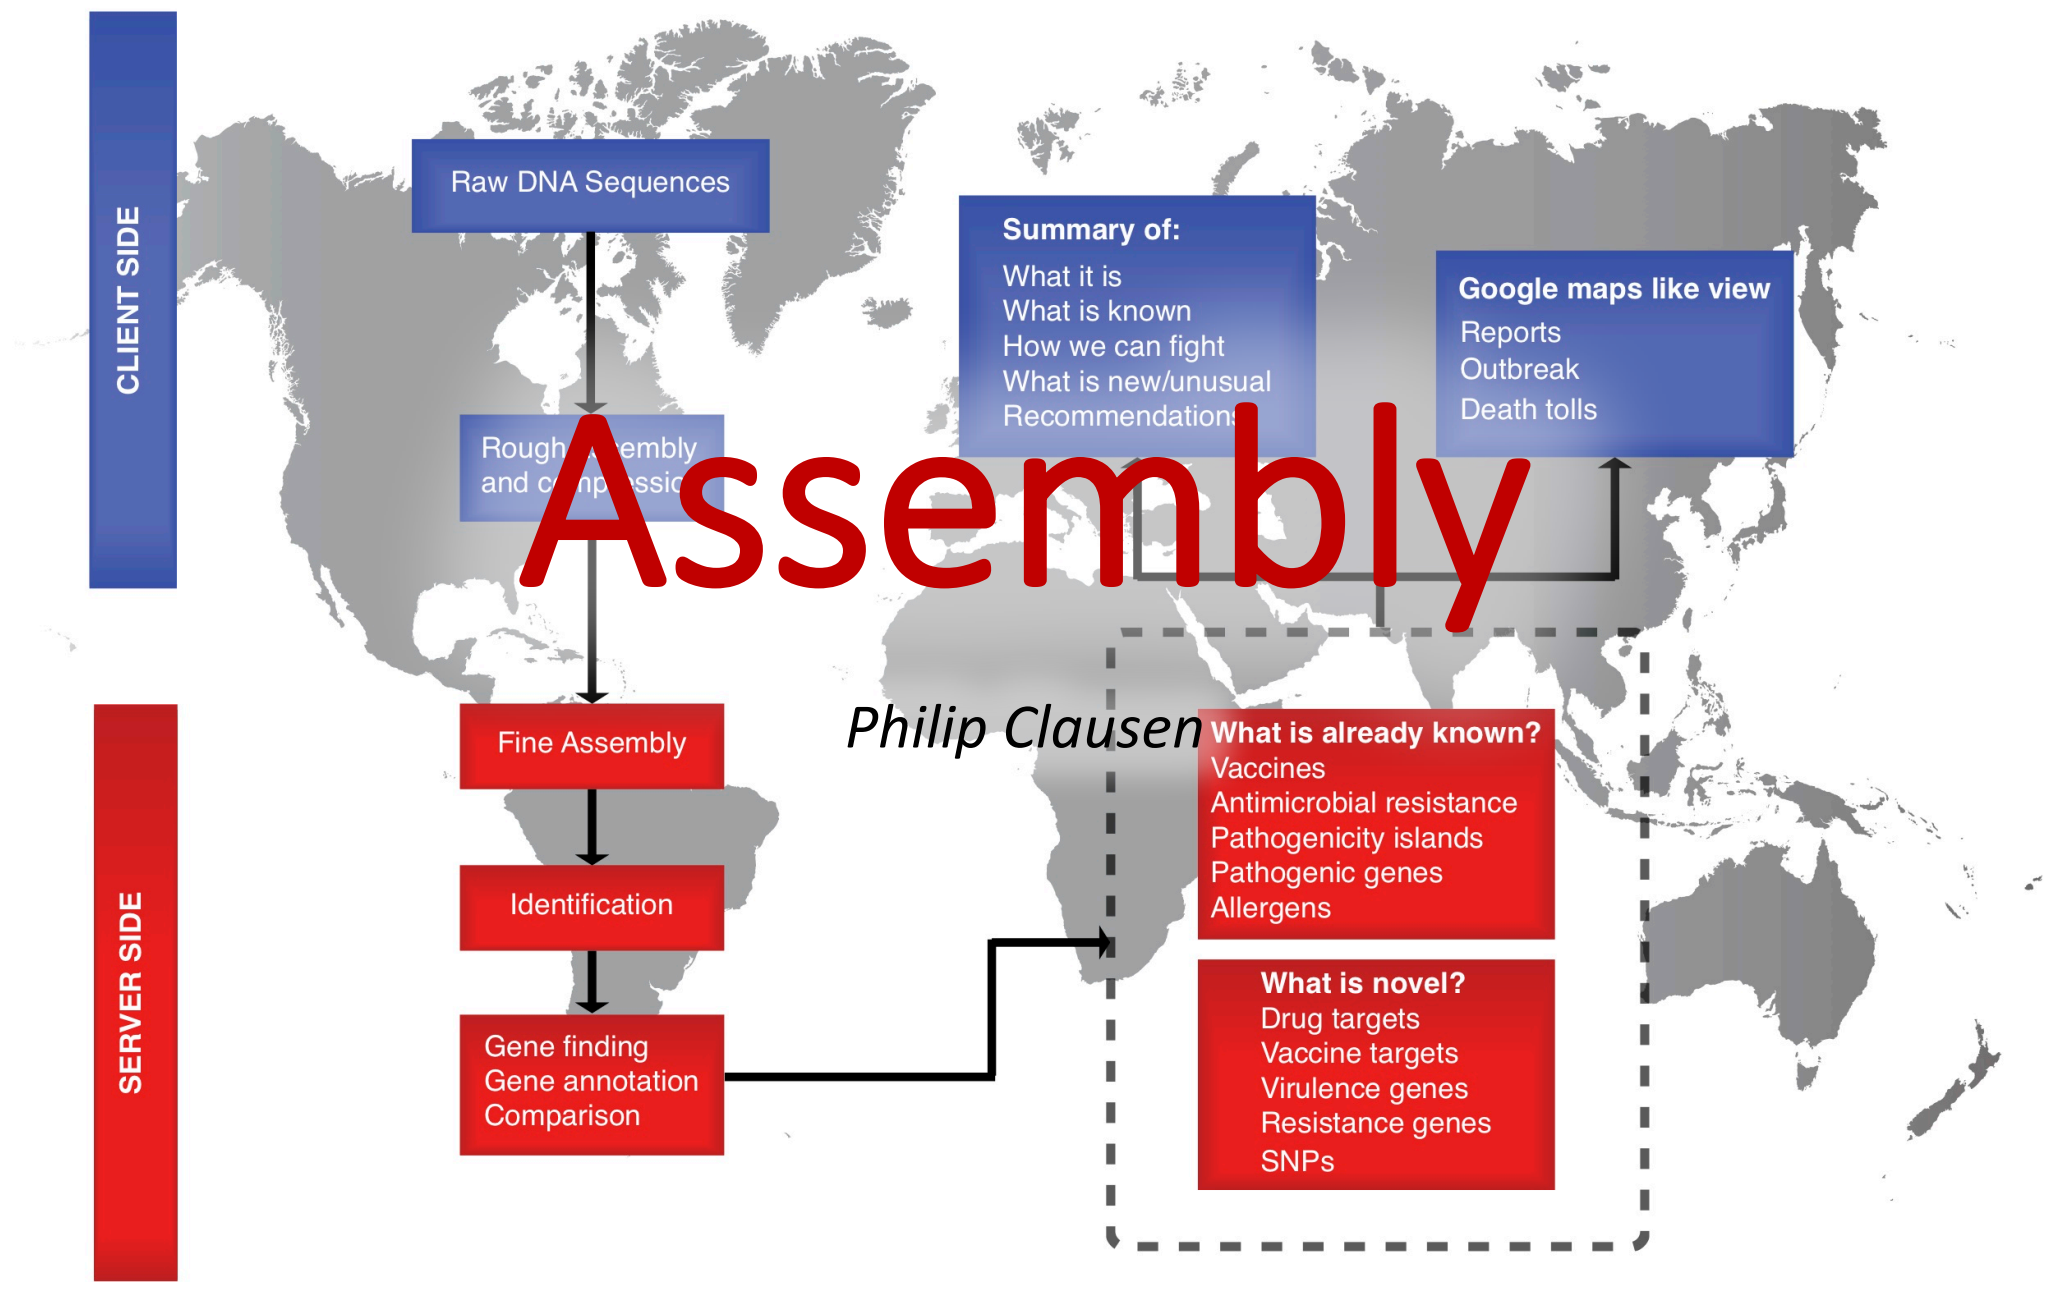 CLIENT SIDE
Raw DNA Sequences
Rough Assembly
and compression
Summary of:
What it is
What is known
How we can fight
What is new/unusual
Recommendations
Google maps like view
Reports
Outbreak
Death tolls
Assembly
Philip Clausen
SERVER SIDE
Fine Assembly
Identification
Gene finding
Gene annotation
Comparison
What is already known?
Vaccines
Antimicrobial resistance
Pathogenicity islands
Pathogenic genes
Allergens
What is novel?
Drug targets
Vaccine targets
Virulence genes
Resistance genes
SNPs